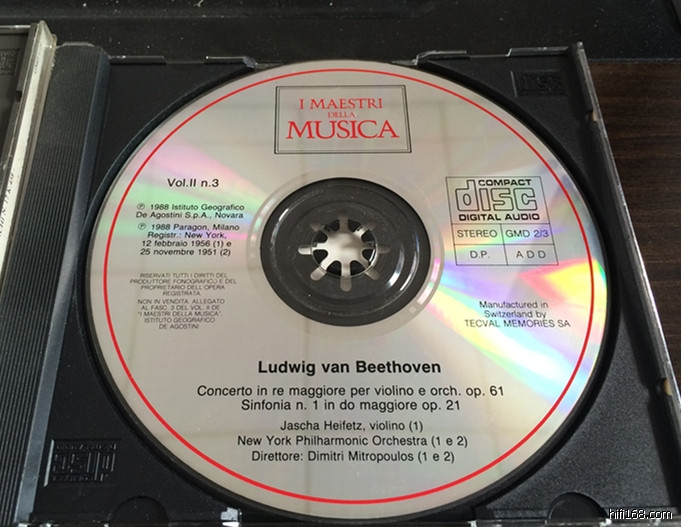 I MAESTRI
DELLA
MUSICA
Vol.II n.3
℗ 1988 Istituto Geografico
De Agostini S.p.A., Novara
℗ 1988 Paragon, Milano
Registr.: New York,
12 febbraio 1956 (1) e
25 novembre 1951 (2)
RISERVATI TUTTI I DIRITTI DEL
PRODUTTORE FONOGRAFICO E DEL
PROPRIETARIO DELL'OPERA
REGISTRATA
NON IN VENDITA, ALLEGATO
AL FASC. 3 DEL VOL. II DE
"I MAESTRI DELLA MUSICA",
ISTITUTO GEOGRAFICO
DE AGOSTINI
COMPACT
disc
DIGITAL AUDIO
STEREO GMD 2/3
D.P. ADD
Manufactured in
Switzerland by
TECVAL MEMORIES SA
Ludwig van Beethoven
Concerto in re maggiore per violino e orch. op. 61
Sinfonia n. 1 in do maggiore op. 21
Jascha Heifetz, violino (1)
New York Philharmonic Orchestra (1 e 2)
Direttore: Dimitri Mitropoulos (1 e 2)
hifi168.com